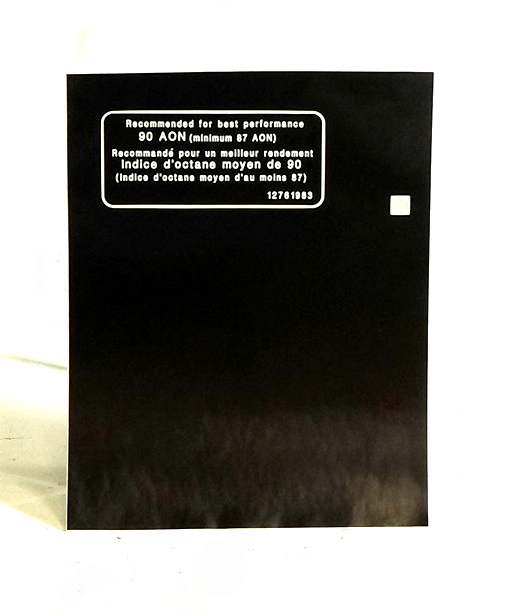 Recommended for best performance
90 AON (minimum 87 AON)
Recommandé pour un meilleur rendement
Indice d'octane moyen de 90
(Indice d'octane moyen d'au moins 87)
12761983